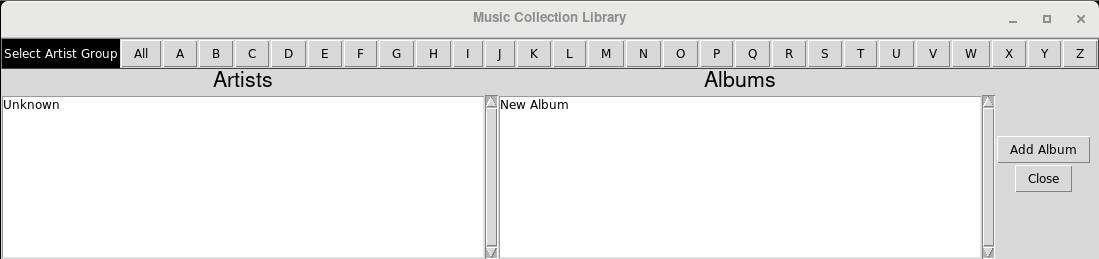 Music Collection Library
Select Artist Group All A B C D E F G H I J K L M N O P Q R S T U V W X Y Z
Artists Albums
Unknown New Album
Add Album
Close